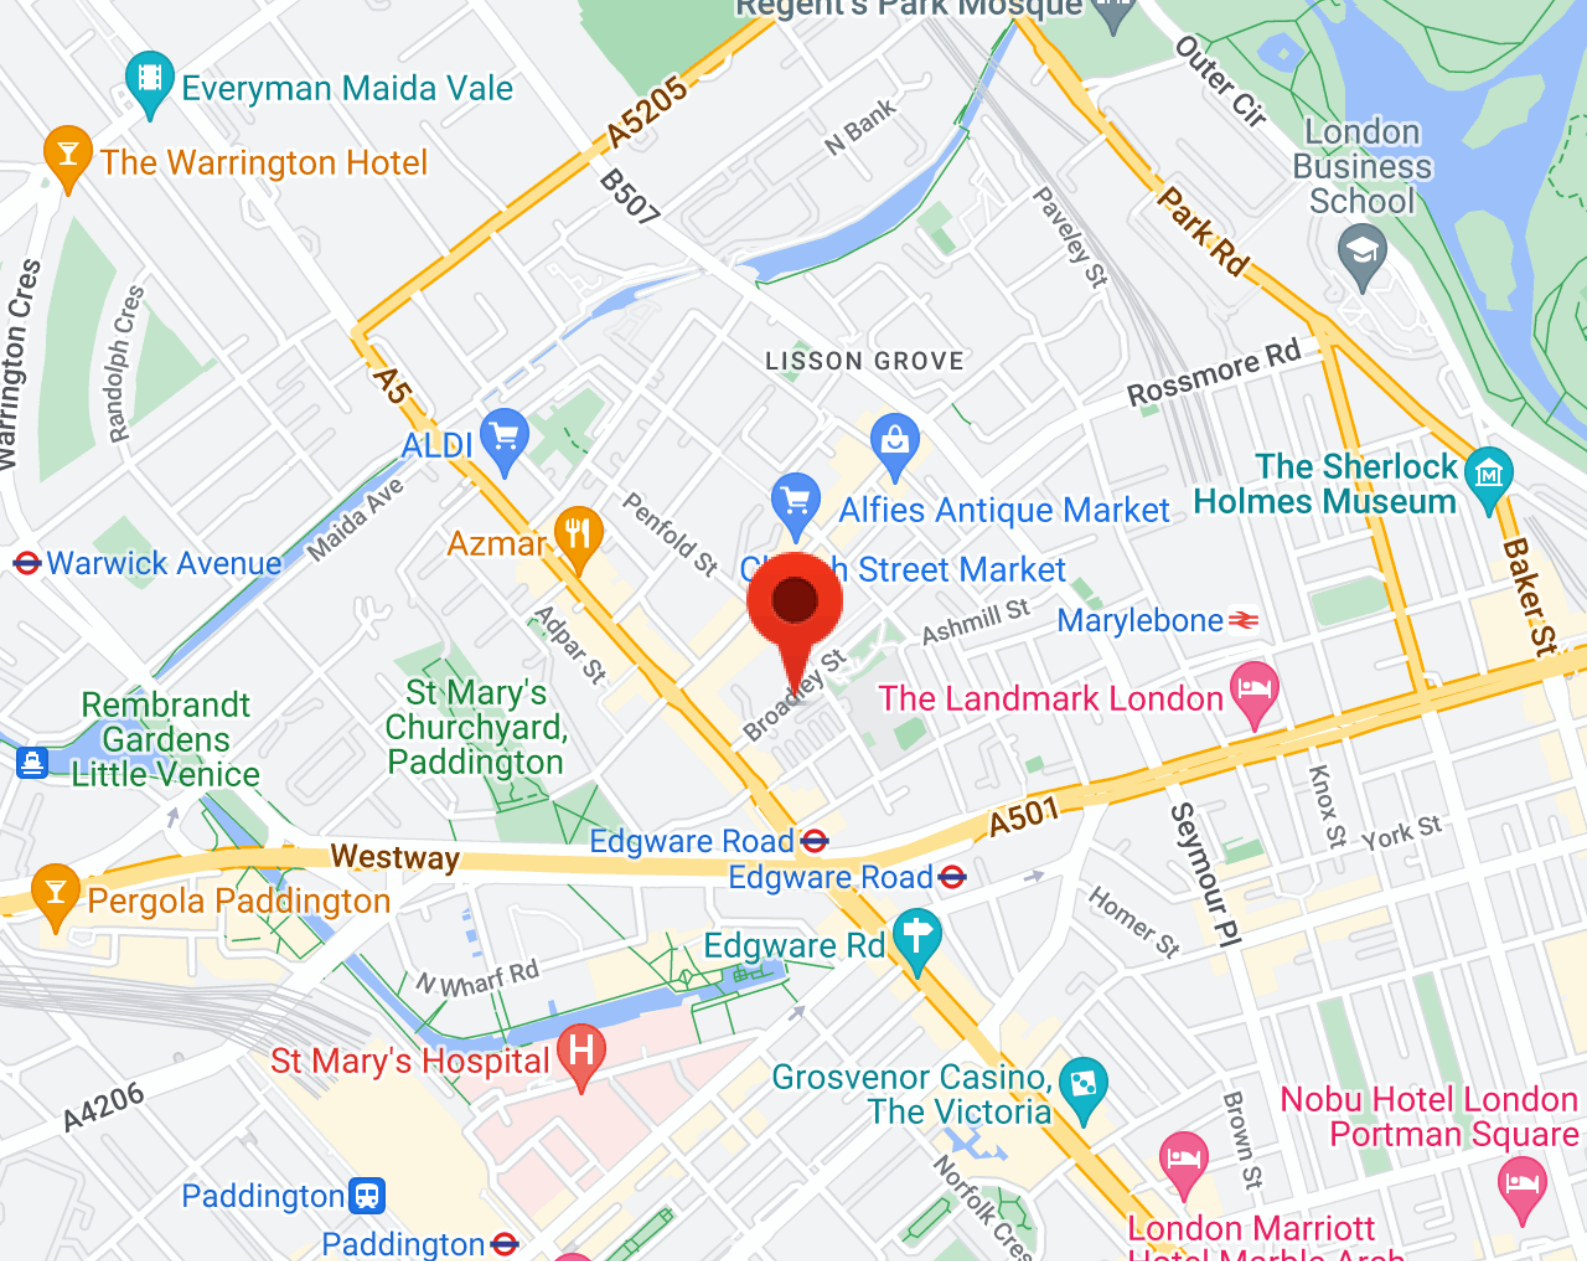 Regent's Park Mosque
Everyman Maida Vale
Outer Cir
A5205
N Bank
London
Business
School
The Warrington Hotel
B507
Paveley St
Park Rd
Warrington Cres
Randolph Cres
LISSON GROVE
Rossmore Rd
A5
ALDI
The Sherlock
Holmes Museum
Alfies Antique Market
Maida Ave
Penfold St
Azmar
Warwick Avenue
Street Market
Baker St
Adpar St
Ashmill St
Marylebone
Broadley St
St Mary's
Churchyard,
Paddington
Rembrandt
Gardens
Little Venice
The Landmark London
Knox St
A501
Seymour Pl
York St
Edgware Road
Westway
Edgware Road
Pergola Paddington
Homer St
Edgware Rd
N Wharf Rd
St Mary's Hospital
H
Grosvenor Casino,
The Victoria
A4206
Nobu Hotel London
Portman Square
Brown St
Paddington
Norfolk Cres
London Marriott
Hotel Marble Arch
Paddington